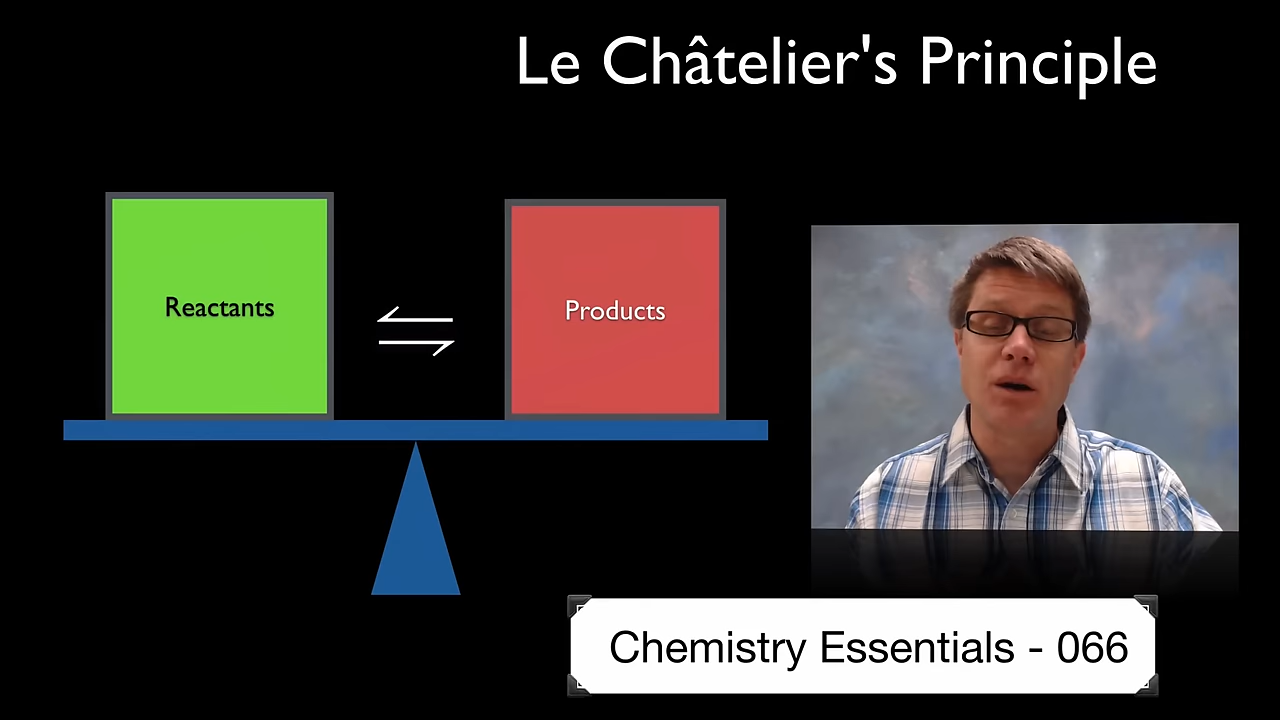 Le Châtelier's Principle
Reactants
Products
Chemistry Essentials - 066